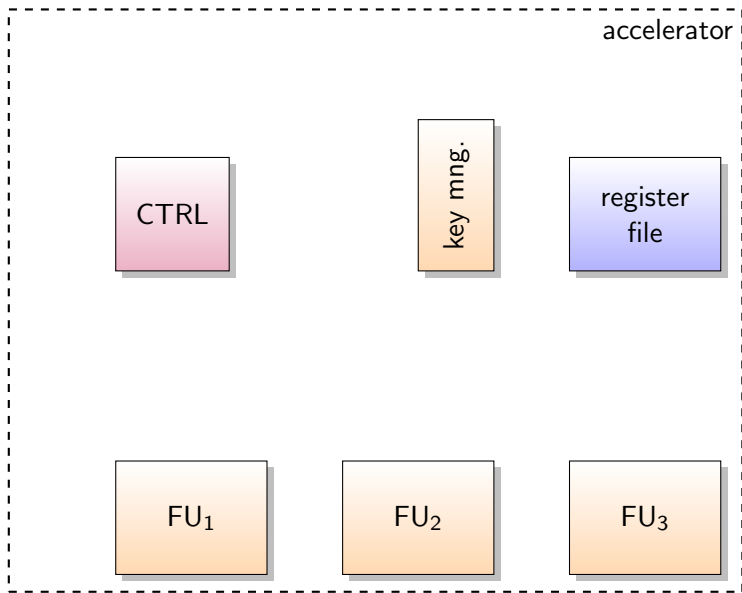 accelerator
CTRL
key mng.
register
file
FU₁
FU₂
FU₃